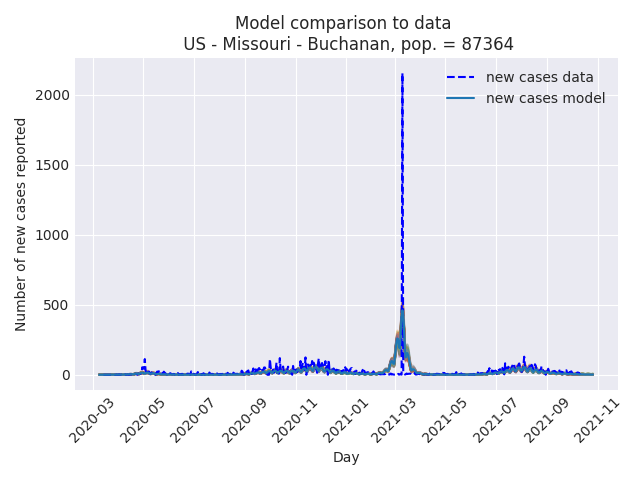 Model comparison to data
US - Missouri - Buchanan, pop. = 87364
new cases data
new cases model
Number of new cases reported
2000
1500
1000
500
0
2020-03
2020-05
2020-07
2020-09
2020-11
2021-01
2021-03
2021-05
2021-07
2021-09
2021-11
Day